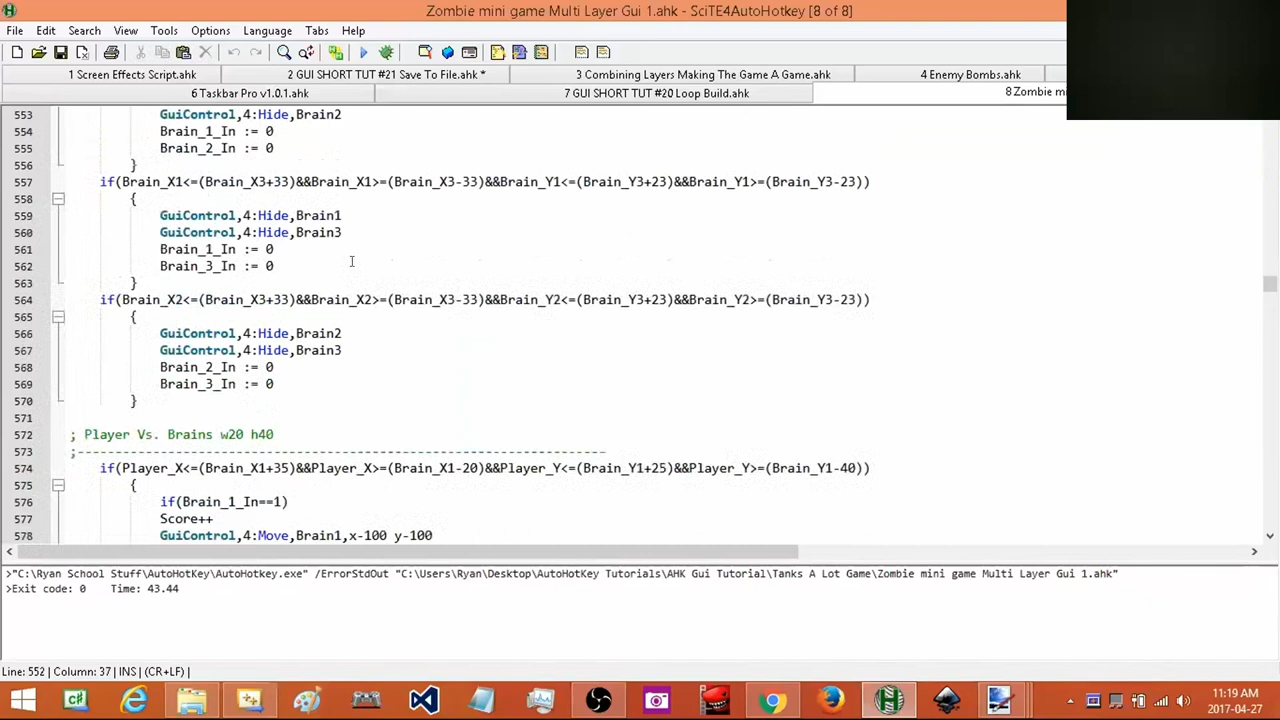 Zombie mini game Multi Layer Gui 1.ahk - SciTE4AutoHotkey [8 of 8]
File Edit Search View Tools Options Language Tabs Help
1 Screen Effects Script.ahk 2 GUI SHORT TUT #21 Save To File.ahk * 3 Combining Layers Making The Game A Game.ahk 4 Enemy Bombs.ahk
6 Taskbar Pro v1.0.1.ahk 7 GUI SHORT TUT #20 Loop Build.ahk 8 Zombie mi
553 GuiControl,4:Hide,Brain2
554 Brain_1_In := 0
555 Brain_2_In := 0
556 }
557 if(Brain_X1<=(Brain_X3+33)&&Brain_X1>=(Brain_X3-33)&&Brain_Y1<=(Brain_Y3+23)&&Brain_Y1>=(Brain_Y3-23))
558 {
559 GuiControl,4:Hide,Brain1
560 GuiControl,4:Hide,Brain3
561 Brain_1_In := 0
562 Brain_3_In := 0
563 }
564 if(Brain_X2<=(Brain_X3+33)&&Brain_X2>=(Brain_X3-33)&&Brain_Y2<=(Brain_Y3+23)&&Brain_Y2>=(Brain_Y3-23))
565 {
566 GuiControl,4:Hide,Brain2
567 GuiControl,4:Hide,Brain3
568 Brain_2_In := 0
569 Brain_3_In := 0
570 }
571
572 ; Player Vs. Brains w20 h40
573 ;----------------------------------------------------------------------------------------
574 if(Player_X<=(Brain_X1+35)&&Player_X>=(Brain_X1-20)&&Player_Y<=(Brain_Y1+25)&&Player_Y>=(Brain_Y1-40))
575 {
576 if(Brain_1_In==1)
577 Score++
578 GuiControl,4:Move,Brain1,x-100 y-100
>"C:\Ryan School Stuff\AutoHotKey\AutoHotkey.exe" /ErrorStdOut "C:\Users\Ryan\Desktop\AutoHotKey Tutorials\AHK Gui Tutorial\Tanks A Lot Game\Zombie mini game Multi Layer Gui 1.ahk"
>Exit code: 0 Time: 43.44
Line: 552 | Column: 37 | INS | (CR+LF) |
11:19 AM
2017-04-27